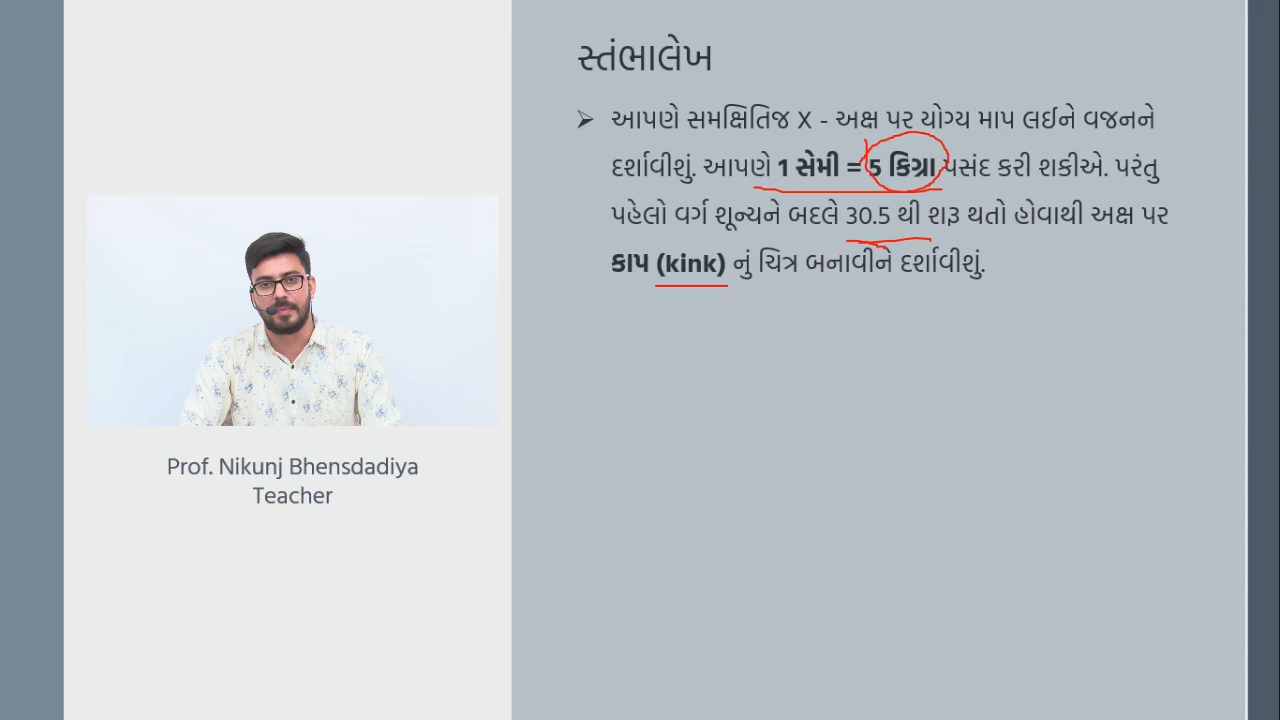 સ્તંભાલેખ
➢ આપણે સમક્ષિતિજ X - અક્ષ પર યોગ્ય માપ લઈને વજનને
દર્શાવીશું. આપણે 1 સેમી = 5 કિગ્રા પસંદ કરી શકીએ. પરંતુ
પહેલો વર્ગ શૂન્યને બદલે 30.5 થી શરૂ થતો હોવાથી અક્ષ પર
કાપ (kink) નું ચિત્ર બનાવીને દર્શાવીશું.
Prof. Nikunj Bhensdadiya
Teacher